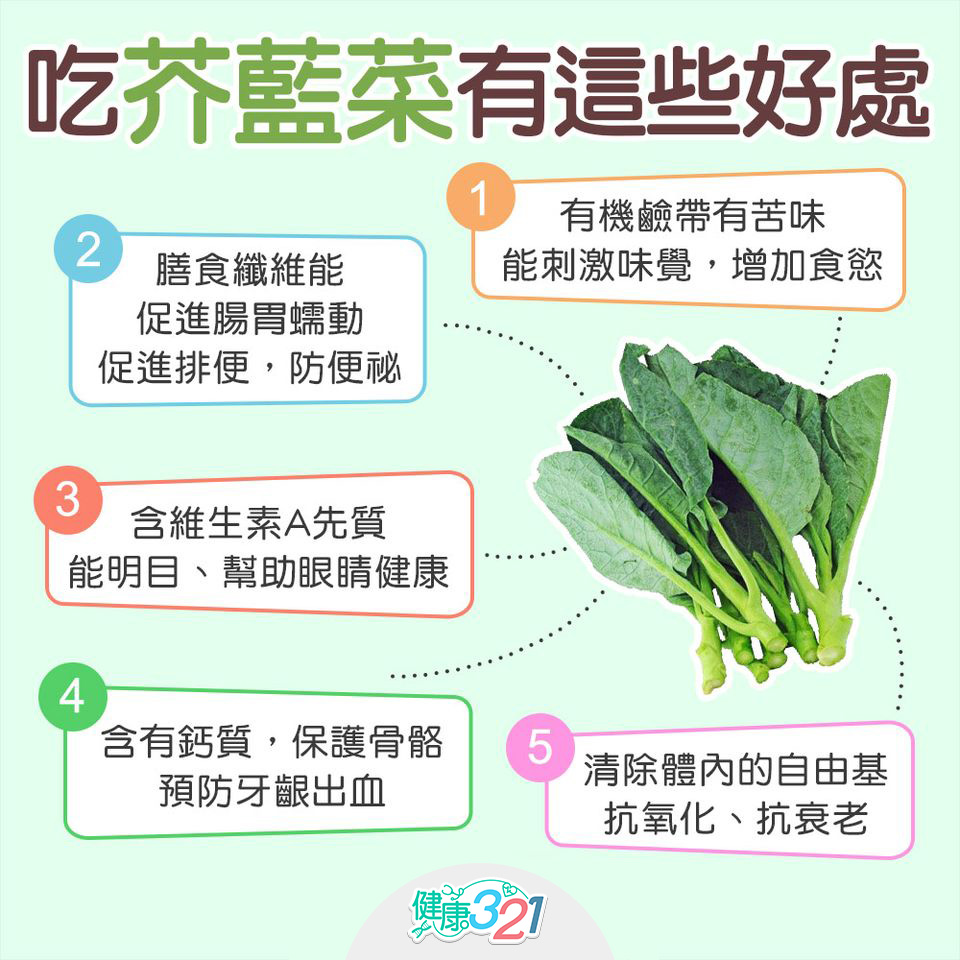 吃芥藍菜有這些好處
1
有機鹼帶有苦味
能刺激味覺，增加食慾
2
膳食纖維能
促進腸胃蠕動
促進排便，防便祕
3
含維生素A先質
能明目、幫助眼睛健康
4
含有鈣質，保護骨骼
預防牙齦出血
5
清除體內的自由基
抗氧化、抗衰老
健康321